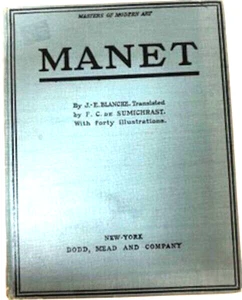 MASTERS OF MODERN ART
MANET
By J.-E. BLANCHE. Translated
by F. C. DE SUMICHRAST.
With forty illustrations.
NEW-YORK
DODD, MEAD AND COMPANY